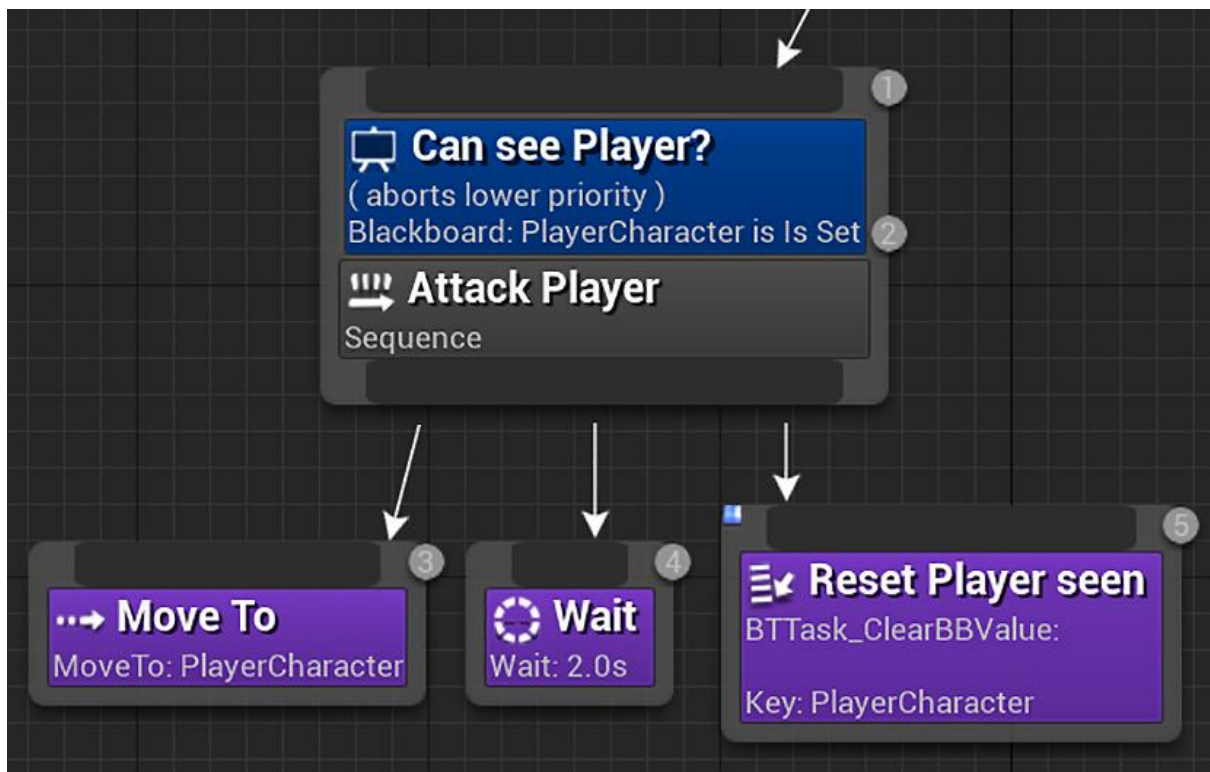 1
Can see Player?
( aborts lower priority )
Blackboard: PlayerCharacter is Is Set
2
Attack Player
Sequence
3
Move To
MoveTo: PlayerCharacter
4
Wait
Wait: 2.0s
5
Reset Player seen
BTTask_ClearBBValue:
Key: PlayerCharacter